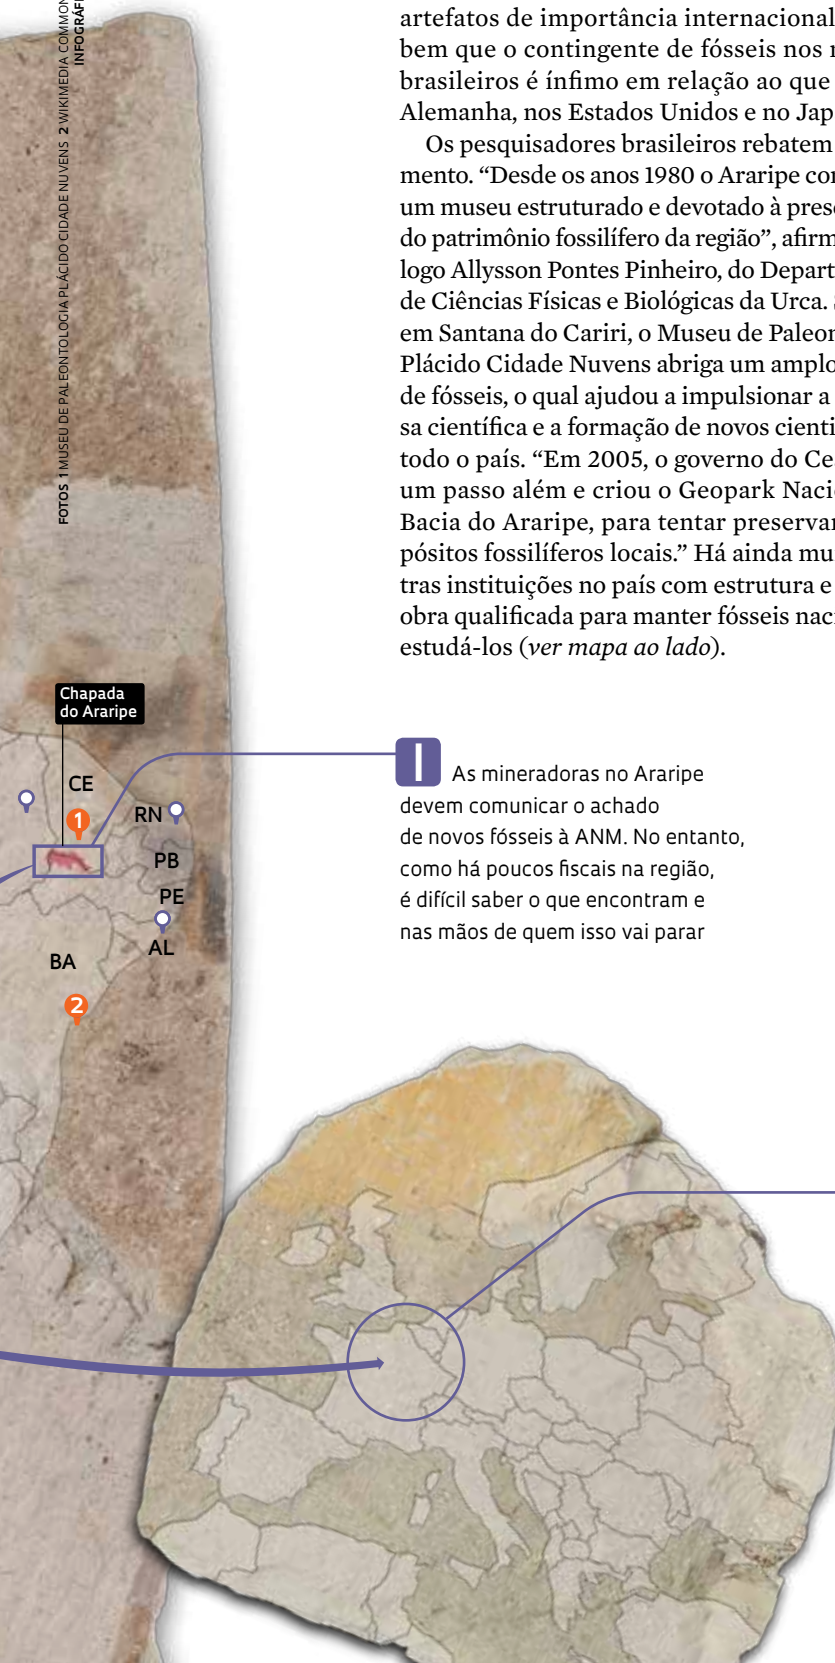 artefatos de importância internacional
bem que o contingente de fósseis nos
brasileiros é ínfimo em relação ao que
Alemanha, nos Estados Unidos e no Jap
Os pesquisadores brasileiros rebatem
mento. “Desde os anos 1980 o Araripe con
um museu estruturado e devotado à prese
do patrimônio fossilífero da região”, afirm
logo Allysson Pontes Pinheiro, do Depart
de Ciências Físicas e Biológicas da Urca.
em Santana do Cariri, o Museu de Paleon
Plácido Cidade Nuvens abriga um amplo
de fósseis, o qual ajudou a impulsionar a
sa científica e a formação de novos cienti
todo o país. “Em 2005, o governo do Ce
um passo além e criou o Geopark Naci
Bacia do Araripe, para tentar preservar
pósitos fossilíferos locais.” Há ainda mu
tras instituições no país com estrutura e
obra qualificada para manter fósseis naci
estudá-los (ver mapa ao lado).
FOTOS 1 MUSEU DE PALEONTOLOGIA PLÁCIDO CIDADE NUVENS 2 WIKIMEDIA COMMON
INFOGRÁFI
Chapada
do Araripe
CE
1
RN
PB
PE
AL
BA
2
1 As mineradoras no Araripe
devem comunicar o achado
de novos fósseis à ANM. No entanto,
como há poucos fiscais na região,
é difícil saber o que encontram e
nas mãos de quem isso vai parar